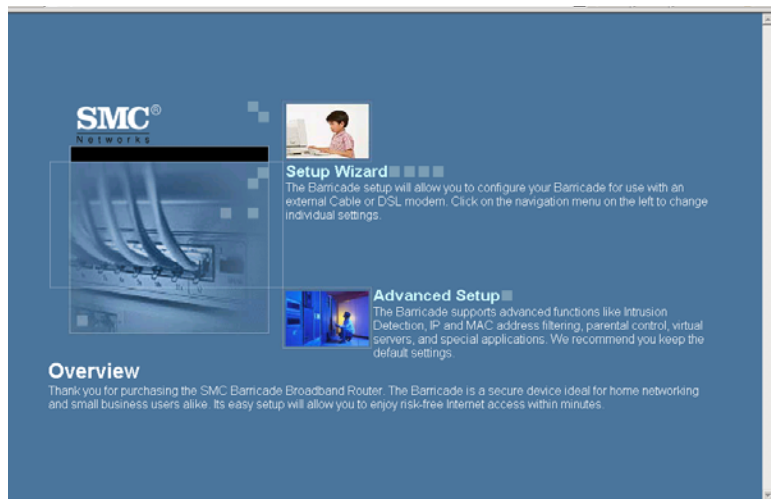 SMC®
Networks
Setup Wizard
The Barricade setup will allow you to configure your Barricade for use with an
external Cable or DSL modem. Click on the navigation menu on the left to change
individual settings.
Advanced Setup
The Barricade supports advanced functions like Intrusion
Detection, IP and MAC address filtering, parental control, virtual
servers, and special applications. We recommend you keep the
default settings.
Overview
Thank you for purchasing the SMC Barricade Broadband Router. The Barricade is a secure device ideal for home networking
and small business users alike. Its easy setup will allow you to enjoy risk-free Internet access within minutes.